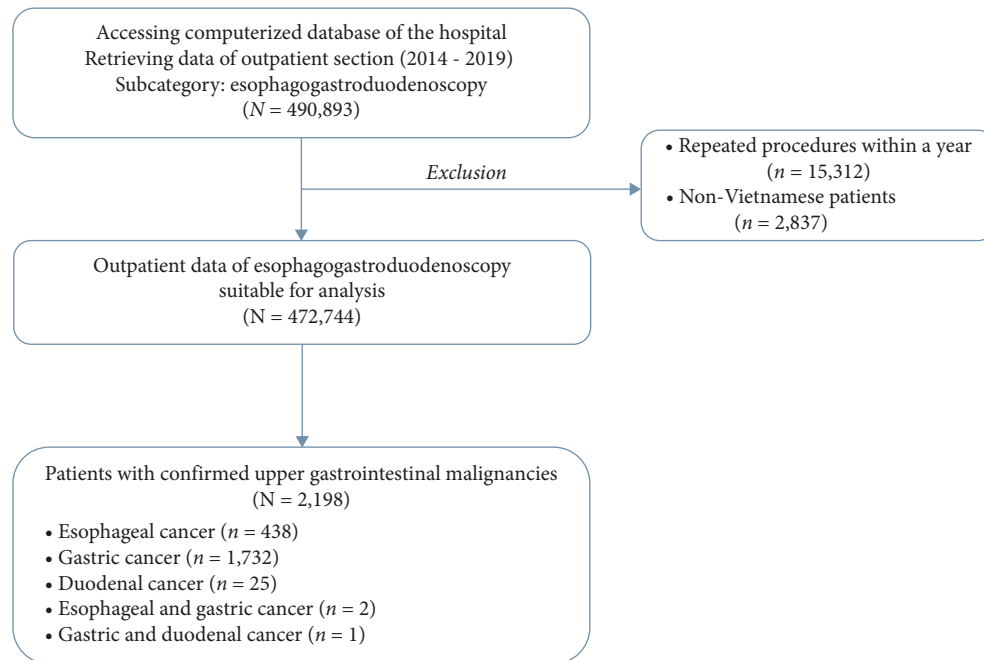 Accessing computerized database of the hospital
Retrieving data of outpatient section (2014 - 2019)
Subcategory: esophagogastroduodenoscopy
(N = 490,893)
Exclusion
• Repeated procedures within a year
(n = 15,312)
• Non-Vietnamese patients
(n = 2,837)
Outpatient data of esophagogastroduodenoscopy
suitable for analysis
(N = 472,744)
Patients with confirmed upper gastrointestinal malignancies
(N = 2,198)
• Esophageal cancer (n = 438)
• Gastric cancer (n = 1,732)
• Duodenal cancer (n = 25)
• Esophageal and gastric cancer (n = 2)
• Gastric and duodenal cancer (n = 1)